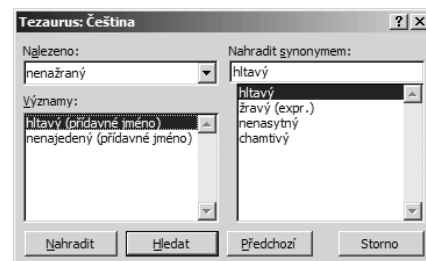 Tezaurus: Čeština
Nalezeno:
nenažraný
Významy:
hltavý (přídavné jméno)
nenajedený (přídavné jméno)
Nahradit synonymem:
hltavý
hltavý
žravý (expr.)
nenasytný
chamtivý
Nahradit
Hledat
Předchozí
Storno